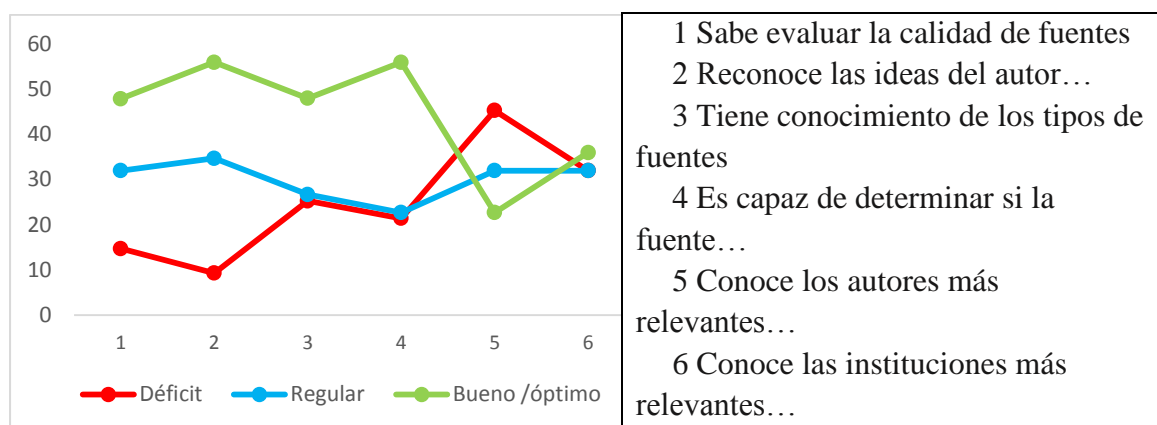 60
50
40
30
20
10
0
1 2 3 4 5 6
Déficit Regular Bueno /óptimo
1 Sabe evaluar la calidad de fuentes
2 Reconoce las ideas del autor…
3 Tiene conocimiento de los tipos de
fuentes
4 Es capaz de determinar si la
fuente…
5 Conoce los autores más
relevantes…
6 Conoce las instituciones más
relevantes…